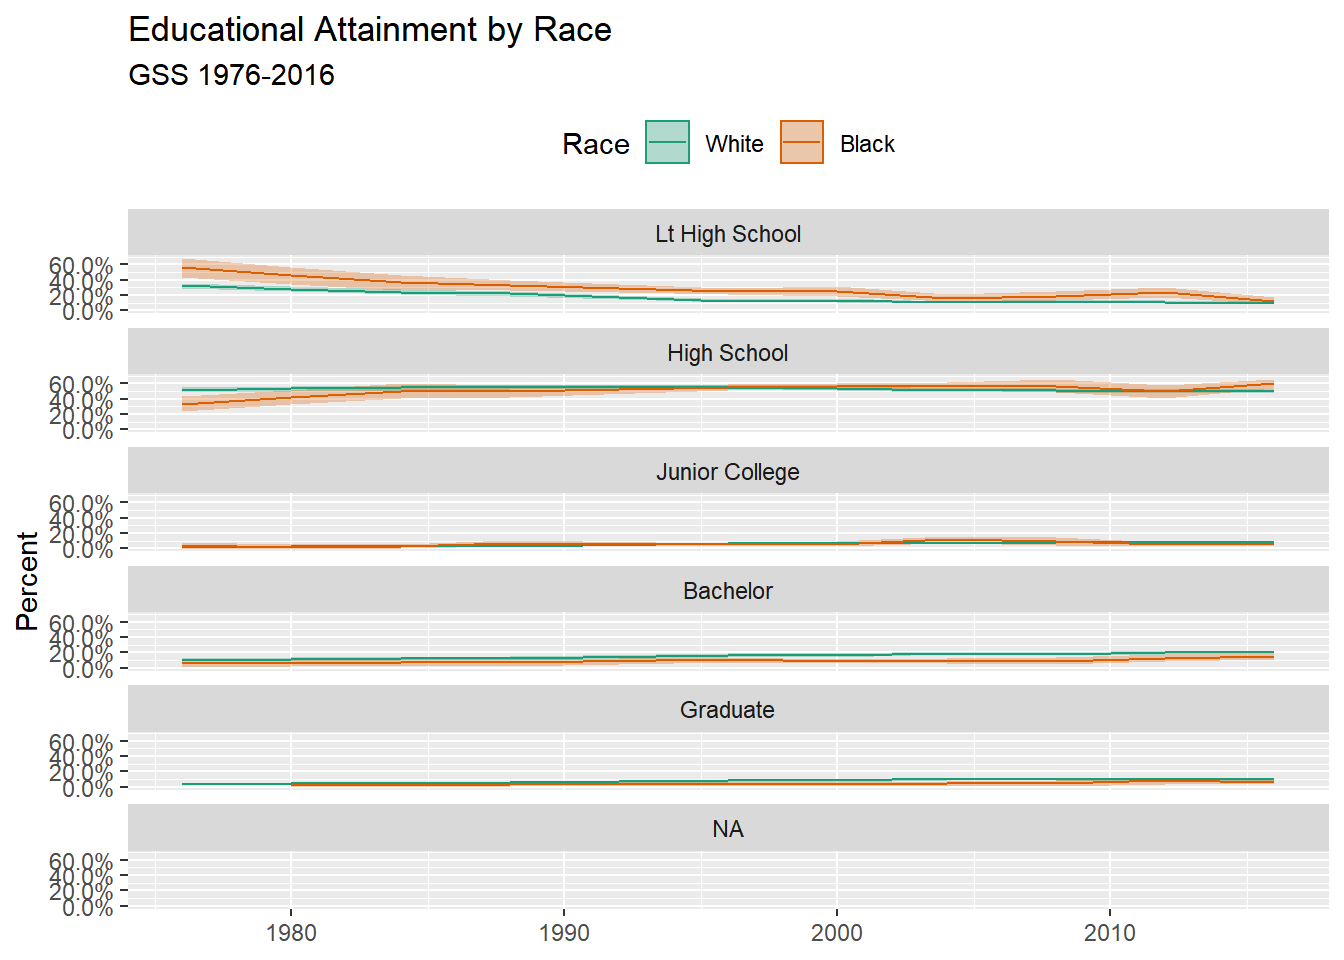 Educational Attainment by Race
GSS 1976-2016
Race White Black
Lt High School
60.0%
40.0%
20.0%
0.0%
High School
60.0%
40.0%
20.0%
0.0%
Junior College
60.0%
40.0%
20.0%
0.0%
Percent
Bachelor
60.0%
40.0%
20.0%
0.0%
Graduate
60.0%
40.0%
20.0%
0.0%
NA
60.0%
40.0%
20.0%
0.0%
1980 1990 2000 2010